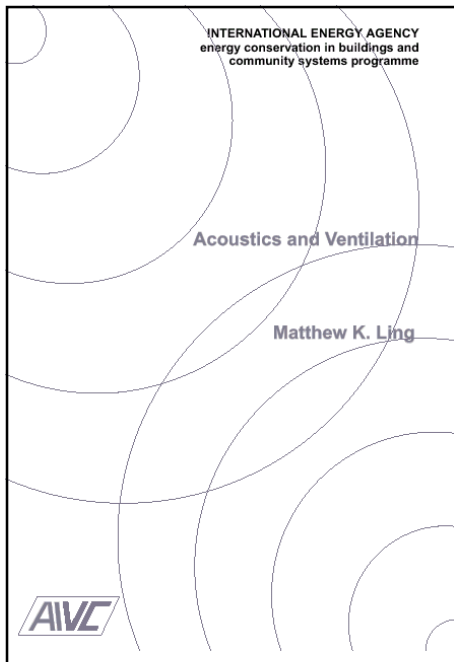 INTERNATIONAL ENERGY AGENCY
energy conservation in buildings and
community systems programme
Acoustics and Ventilation
Matthew K. Ling
AIVC